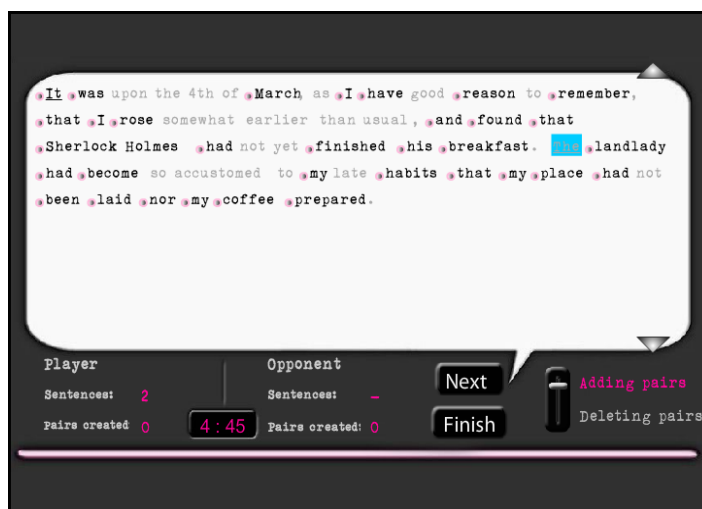 It was upon the 4th of March, as I have good reason to remember,
that I rose somewhat earlier than usual, and found that
Sherlock Holmes had not yet finished his breakfast. The landlady
had become so accustomed to my late habits that my place had not
been laid nor my coffee prepared.
Player
Sentences: 2
Pairs created 0
4:45
Opponent
Sentences: -
Pairs created: 0
Next
Finish
Adding pairs
Deleting pairs